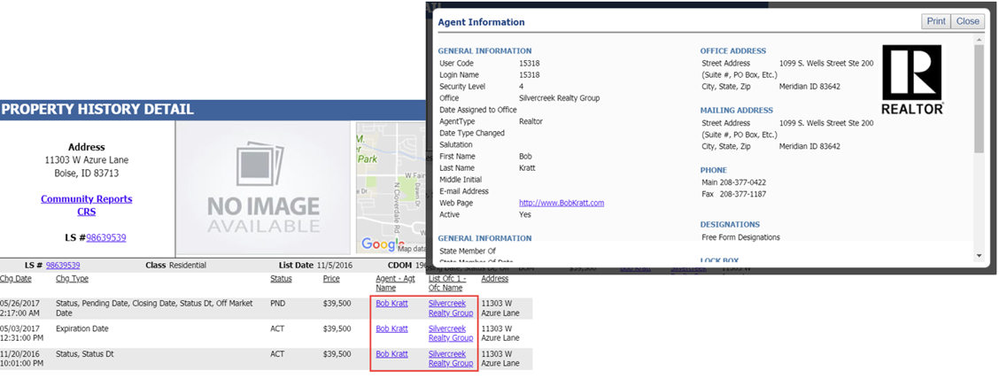 Agent Information
Print Close
GENERAL INFORMATION
User Code 15318
Login Name 15318
Security Level 4
Office Silvercreek Realty Group
Date Assigned to Office
AgentType Realtor
Date Type Changed
Salutation
First Name Bob
Last Name Kratt
Middle Initial
E-mail Address
Web Page http://www.BobKratt.com
Active Yes
GENERAL INFORMATION
State Member Of
State Member Of Date
OFFICE ADDRESS
Street Address 1099 S. Wells Street Ste 200
(Suite #, PO Box, Etc.)
City, State, Zip Meridian ID 83642
MAILING ADDRESS
Street Address 1099 S. Wells Street Ste 200
(Suite #, PO Box, Etc.)
City, State, Zip Meridian ID 83642
PHONE
Main 208-377-0422
Fax 208-377-1187
DESIGNATIONS
Free Form Designations
LOCK BOX
R
REALTOR
PROPERTY HISTORY DETAIL
Address
11303 W Azure Lane
Boise, ID 83713
Community Reports
CRS
LS #98639539
NO IMAGE
AVAILABLE
Park
W Fair
N Cloverdale Rd
Dawn Dr
Google
Map data
LS # 98639539 Class Residential List Date 11/5/2016 CDOM 196
Chg Date Chg Type Status Price Agent - Agt Name List Ofc 1 - Ofc Name Address
05/26/2017 2:17:00 AM Status, Pending Date, Closing Date, Status Dt, Off Market Date PND $39,500 Bob Kratt Silvercreek Realty Group 11303 W Azure Lane
05/03/2017 12:31:00 PM Expiration Date ACT $39,500 Bob Kratt Silvercreek Realty Group 11303 W Azure Lane
11/20/2016 10:01:00 PM Status, Status Dt ACT $39,500 Bob Kratt Silvercreek Realty Group 11303 W Azure Lane